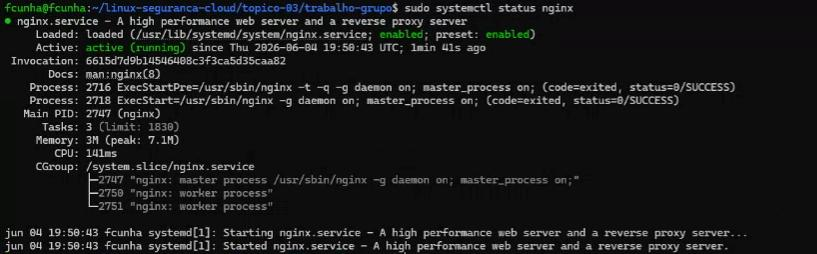 fcunha@fcunha:~/linux-seguranca-cloud/topico-03/trabalho-grupo$ sudo systemctl status nginx
● nginx.service - A high performance web server and a reverse proxy server
Loaded: loaded (/usr/lib/systemd/system/nginx.service; enabled; preset: enabled)
Active: active (running) since Thu 2026-06-04 19:50:43 UTC; 1min 41s ago
Invocation: 6615d7d9b14546408c3f3ca5d35caa82
Docs: man:nginx(8)
Process: 2716 ExecStartPre=/usr/sbin/nginx -t -q -g daemon on; master_process on; (code=exited, status=0/SUCCESS)
Process: 2718 ExecStart=/usr/sbin/nginx -g daemon on; master_process on; (code=exited, status=0/SUCCESS)
Main PID: 2747 (nginx)
Tasks: 3 (limit: 1830)
Memory: 3M (peak: 7.1M)
CPU: 141ms
CGroup: /system.slice/nginx.service
├─2747 "nginx: master process /usr/sbin/nginx -g daemon on; master_process on;"
├─2750 "nginx: worker process"
└─2751 "nginx: worker process"
jun 04 19:50:43 fcunha systemd[1]: Starting nginx.service - A high performance web server and a reverse proxy server...
jun 04 19:50:43 fcunha systemd[1]: Started nginx.service - A high performance web server and a reverse proxy server.